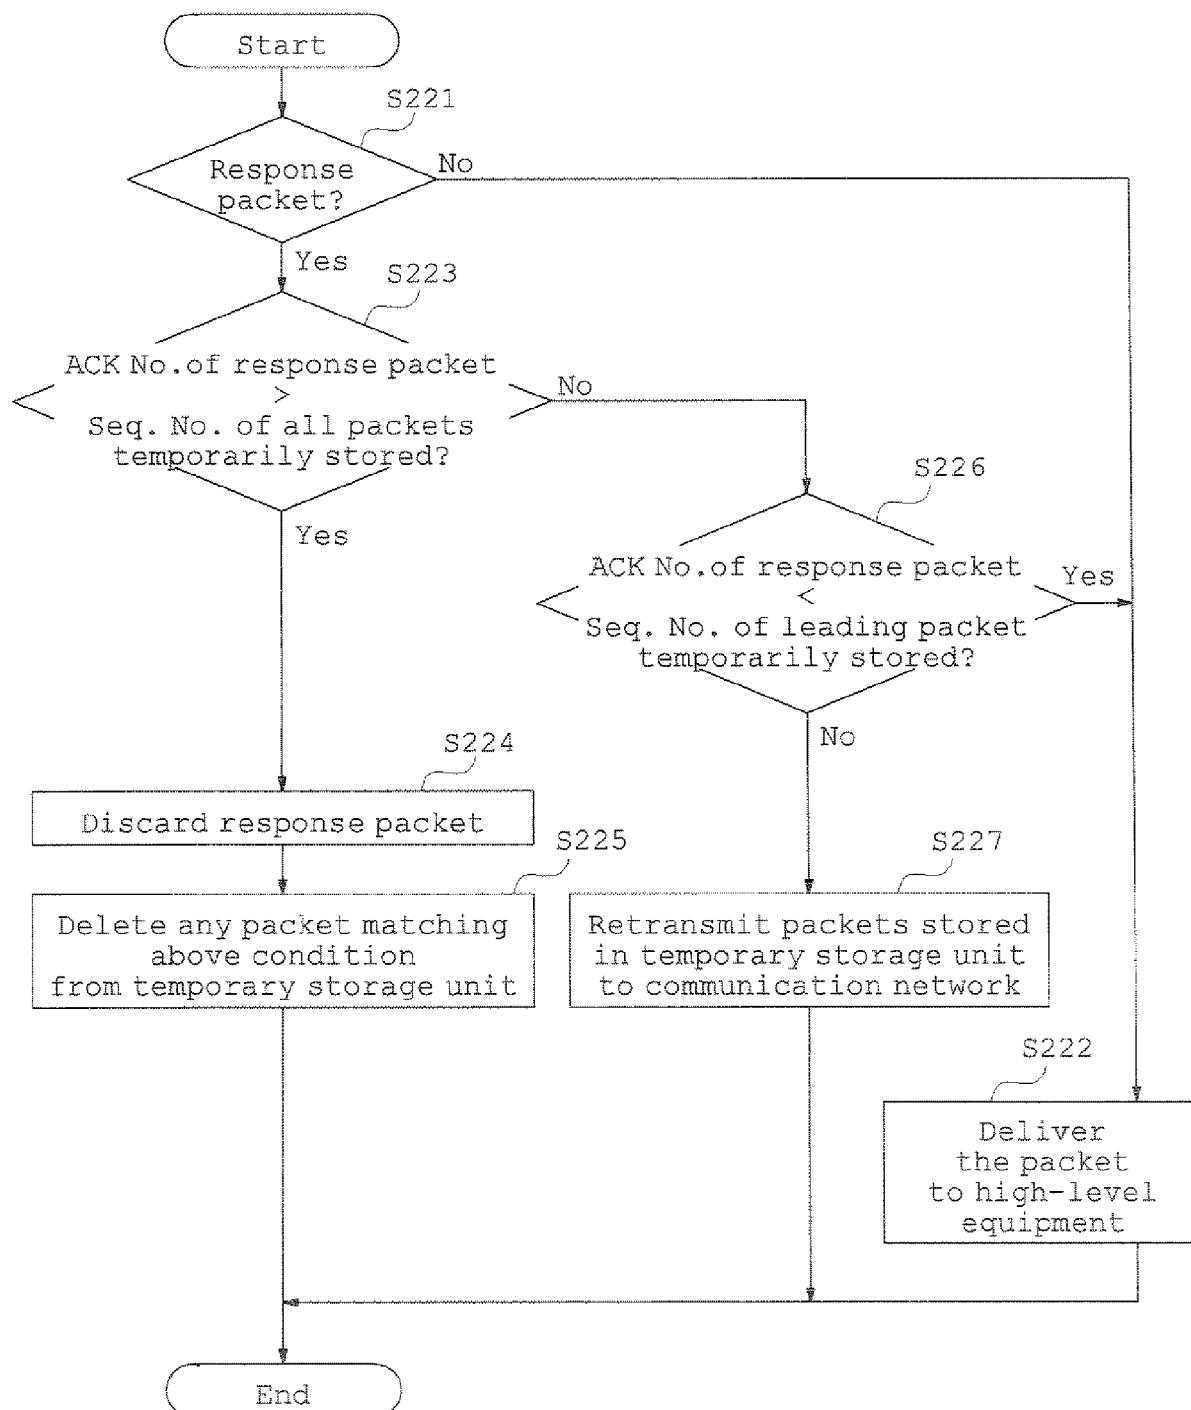 Start
S221
Response
packet?
No
Yes
S223
ACK No.of response packet
>
Seq. No. of all packets
temporarily stored?
No
Yes
S226
ACK No.of response packet
<
Seq. No. of leading packet
temporarily stored?
Yes
No
S224
Discard response packet
S225
Delete any packet matching
above condition
from temporary storage unit
S227
Retransmit packets stored
in temporary storage unit
to communication network
S222
Deliver
the packet
to high-level
equipment
End